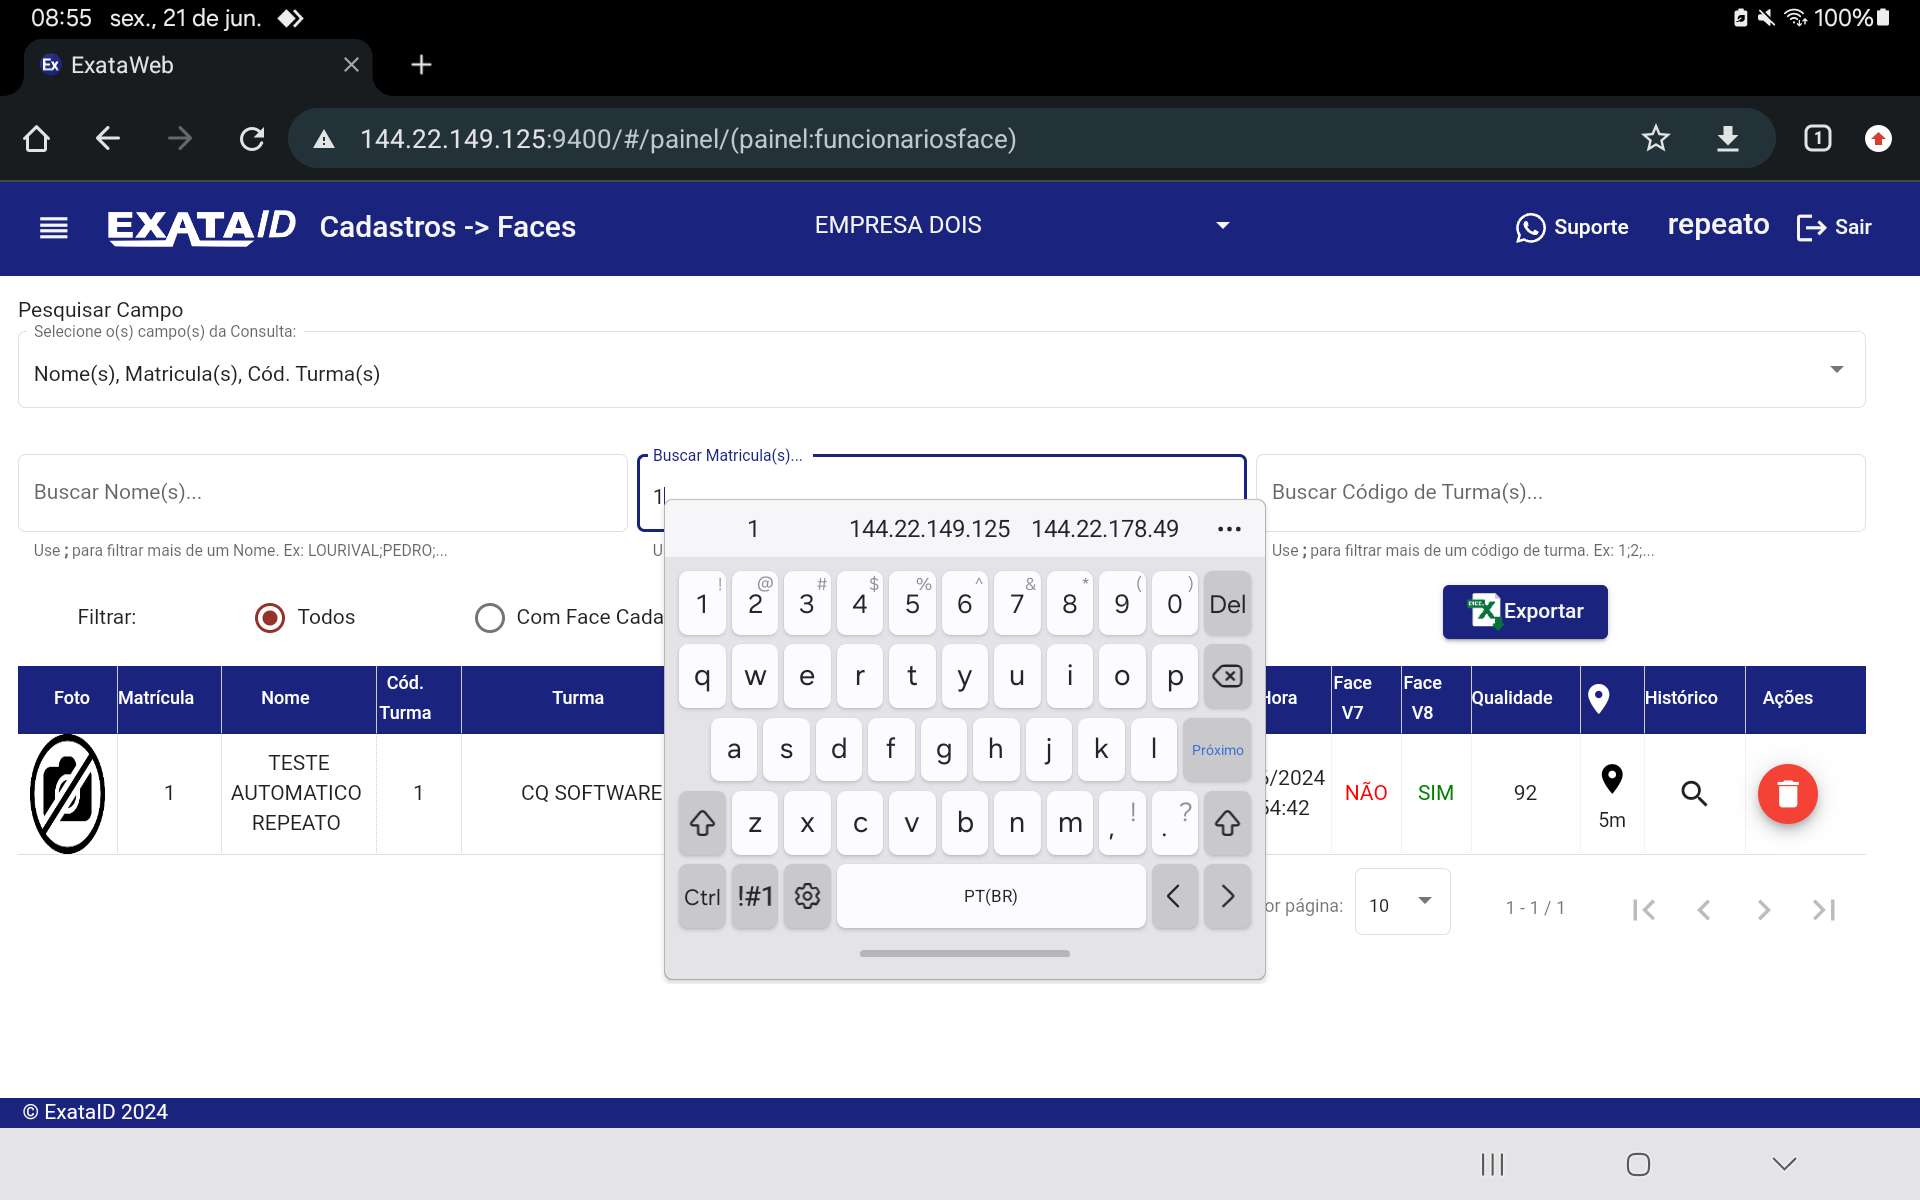 08:55 sex., 21 de jun. 100%
Ex ExataWeb
144.22.149.125:9400/#/painel/(painel:funcionariosface) 1
EXATA/ID Cadastros -> Faces EMPRESA DOIS Suporte repeato Sair
Pesquisar Campo
Selecione o(s) campo(s) da Consulta:
Nome(s), Matricula(s), Cód. Turma(s)
Buscar Matricula(s)...
Buscar Nome(s)... 1 Buscar Código de Turma(s)...
Use ; para filtrar mais de um Nome. Ex: LOURIVAL;PEDRO;... U Use ; para filtrar mais de um código de turma. Ex: 1;2;...
Filtrar: Todos Com Face Cada Exportar
Foto Matrícula Nome Cód. Turma Turma Hora Face V7 Face V8 Qualidade Histórico Ações
1 TESTE AUTOMATICO REPEATO 1 CQ SOFTWARE /2024 54:42 NÃO SIM 92 5m
or página: 10 1 - 1 / 1
1 144.22.149.125 144.22.178.49 ...
! @ # $ % ^ & * ( )
1 2 3 4 5 6 7 8 9 0 Del
q w e r t y u i o p
a s d f g h j k l Próximo
z x c v b n m , ! . ?
Ctrl !#1 PT(BR) < >
© ExataID 2024